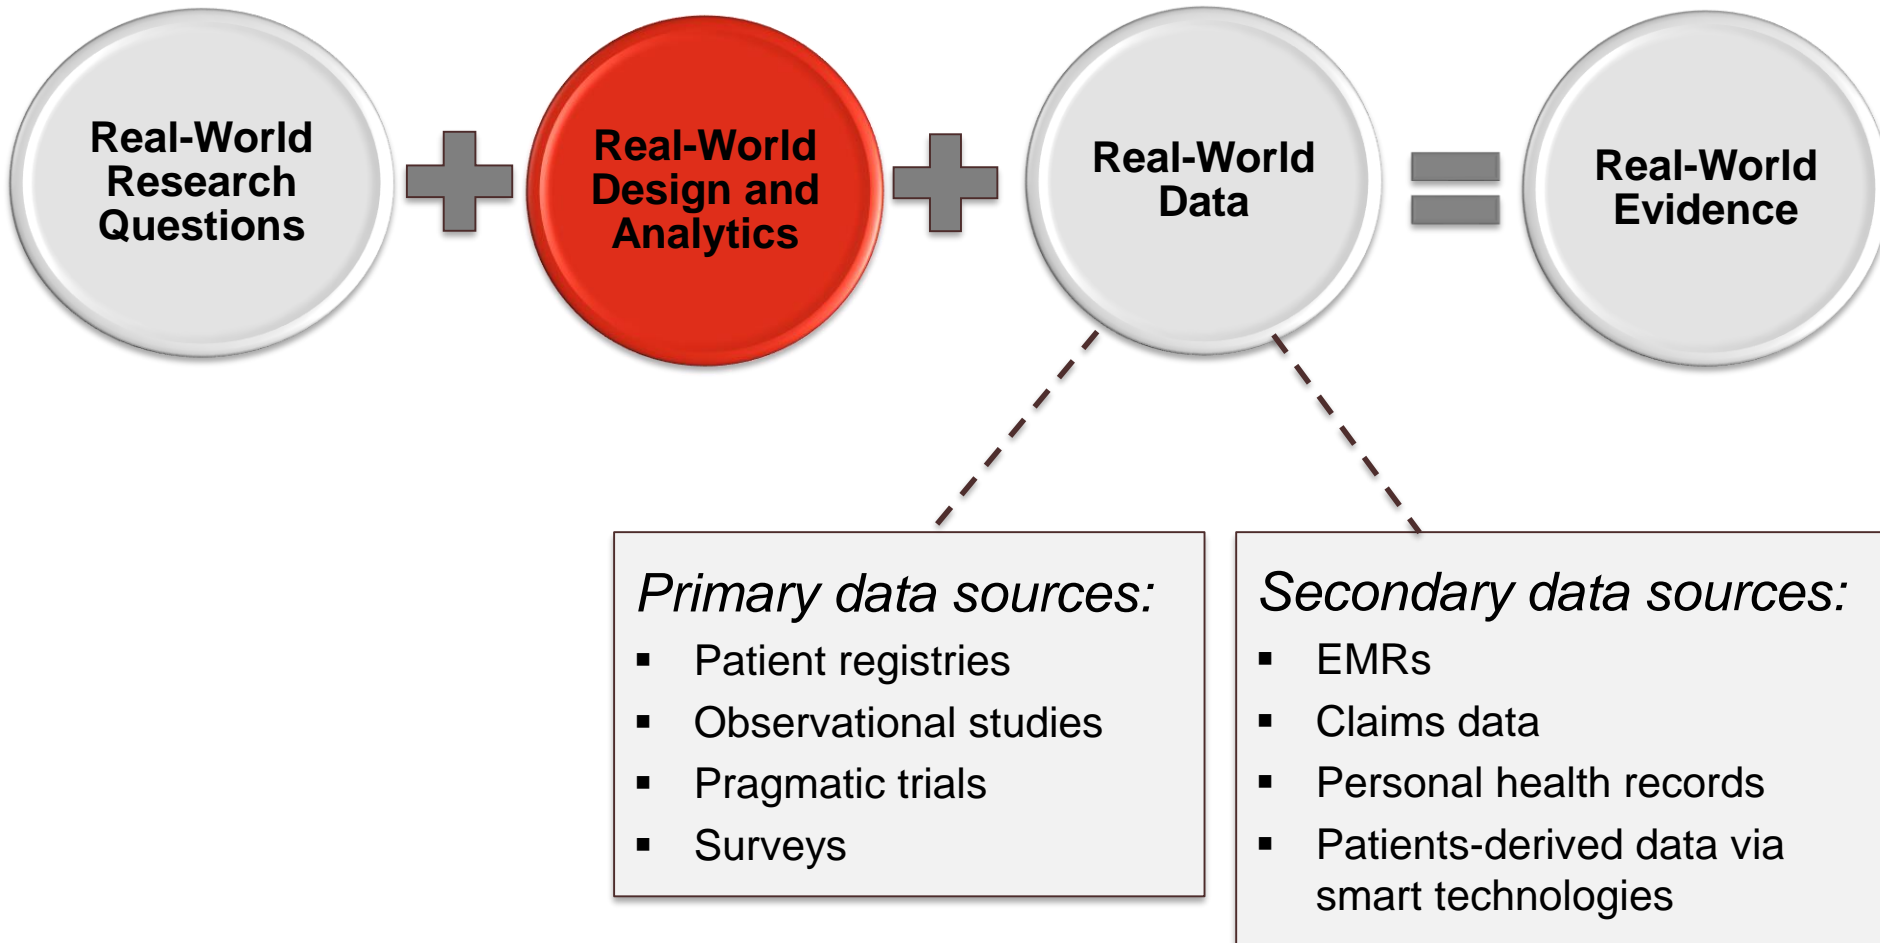 Real-World
Research
Questions
Real-World
Design and
Analytics
Real-World
Data
Real-World
Evidence
Primary data sources:
▪ Patient registries
▪ Observational studies
▪ Pragmatic trials
▪ Surveys
Secondary data sources:
▪ EMRs
▪ Claims data
▪ Personal health records
▪ Patients-derived data via
smart technologies